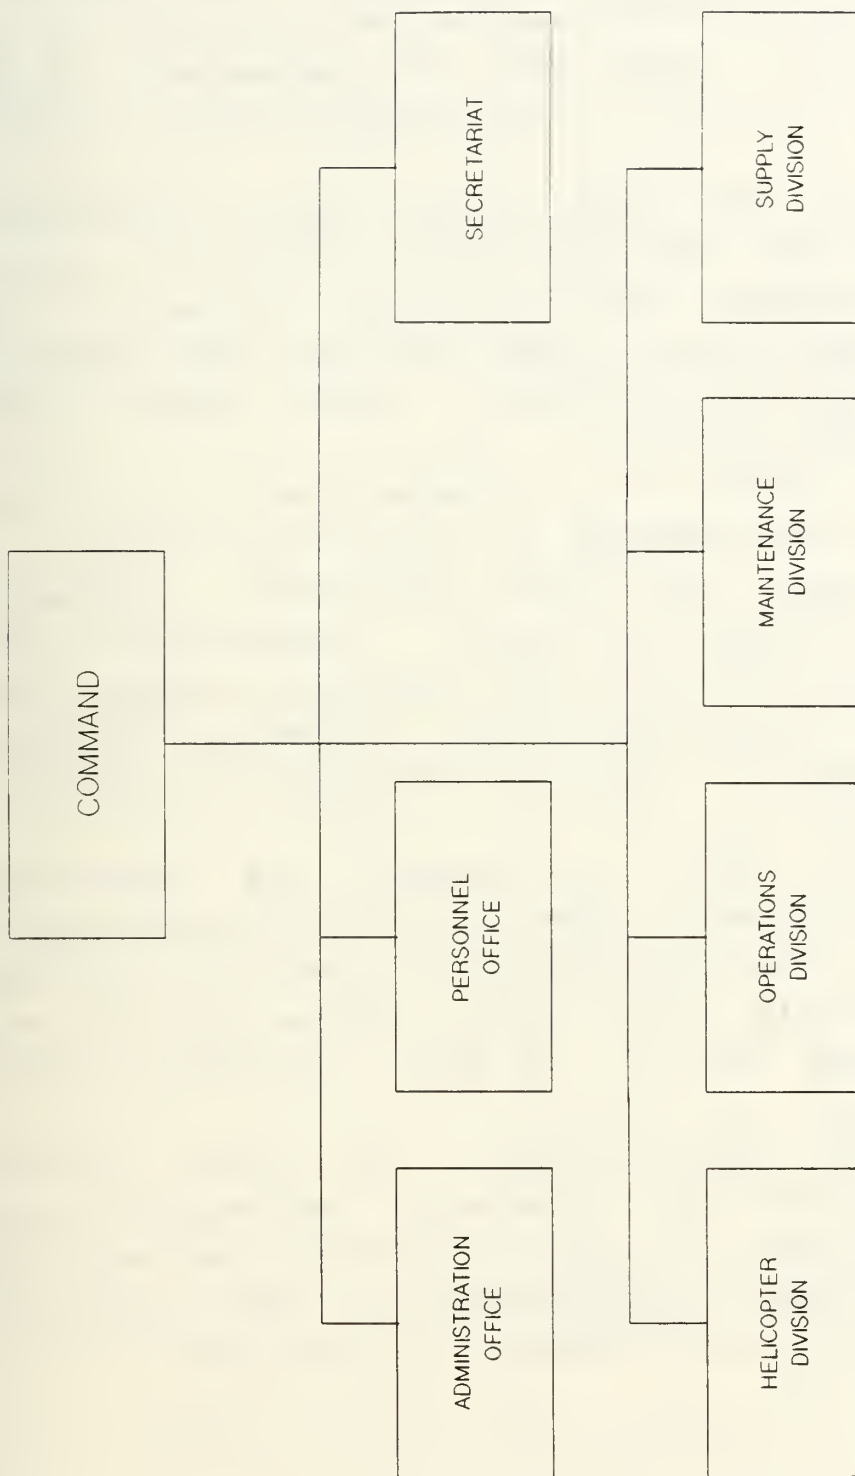 COMMAND
ADMINISTRATION
OFFICE
PERSONNEL
OFFICE
SECRETARIAT
HELICOPTER
DIVISION
OPERATIONS
DIVISION
MAINTENANCE
DIVISION
SUPPLY
DIVISION